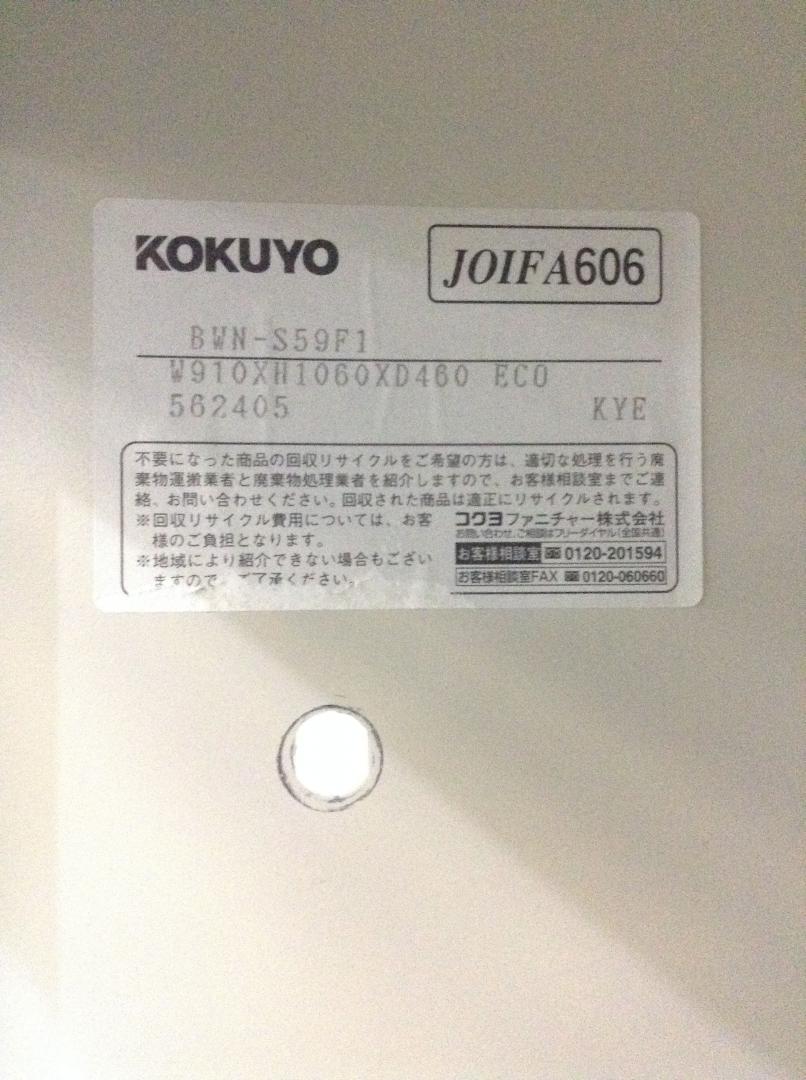 KOKUYO
JOIFA606
BWN-S59F1
W910XH1060XD460 ECO
562405 KYE
不要になった商品の回収リサイクルをご希望の方は、適切な処理を行う廃
棄物運搬業者と廃棄物処理業者を紹介しますので、お客様相談室までご連
絡、お問い合わせください。回収された商品は適正にリサイクルされます。
※回収リサイクル費用については、お客
様のご負担となります。
※地域により紹介できない場合もござい
ますので、ご了承ください。
コクヨファニチャー株式会社
お問い合わせ、ご相談はフリーダイヤル(全国共通)
お客様相談室 0120-201594
お客様相談室FAX 0120-060660